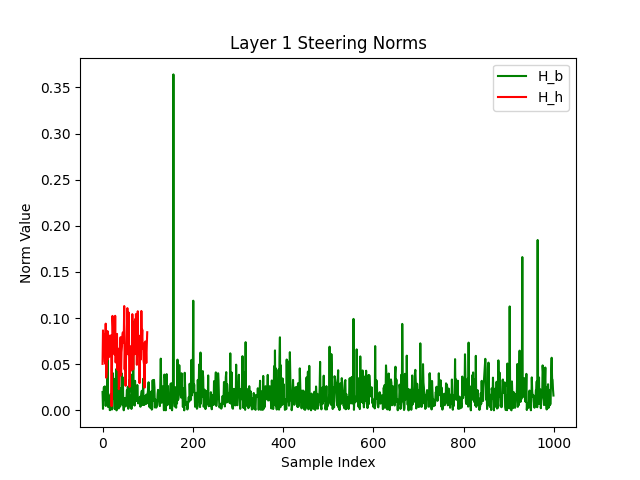 Layer 1 Steering Norms
H_b
H_h
Norm Value
0.35
0.30
0.25
0.20
0.15
0.10
0.05
0.00
0 200 400 600 800 1000
Sample Index